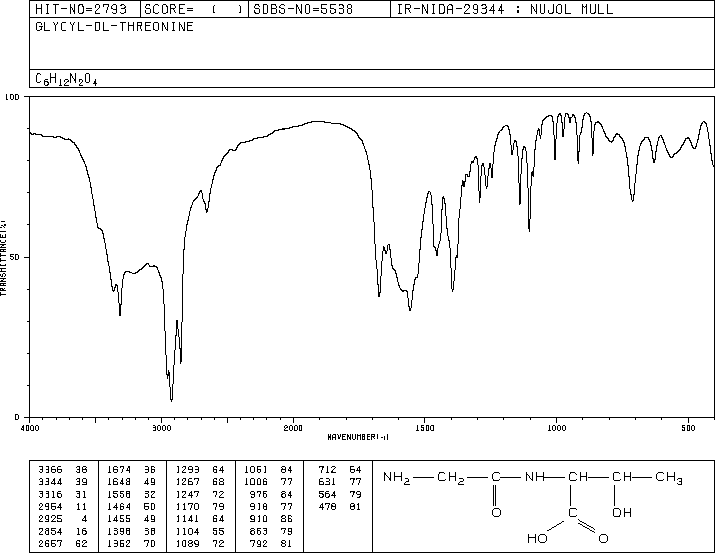 HIT-NO=2793 SCORE= ( ) SDBS-NO=5538 IR-NIDA-29344 : NUJOL MULL
GLYCYL-DL-THREONINE
C6H12N2O4
100
50
0
TRANSMITTANCE(%)
4000 3000 2000 1500 1000 500
WAVENUMBER(-1)
3366 38 1674 36 1293 64 1061 84 712 64
3344 39 1648 49 1267 68 1006 77 631 77
3316 31 1558 32 1247 72 976 84 564 79
2954 11 1464 50 1170 79 918 77 478 81
2925 4 1455 49 1141 64 910 86
2854 16 1398 38 1104 55 863 79
2657 62 1362 70 1089 72 792 81
NH2 CH2 C NH CH CH CH3
O C OH
HO O